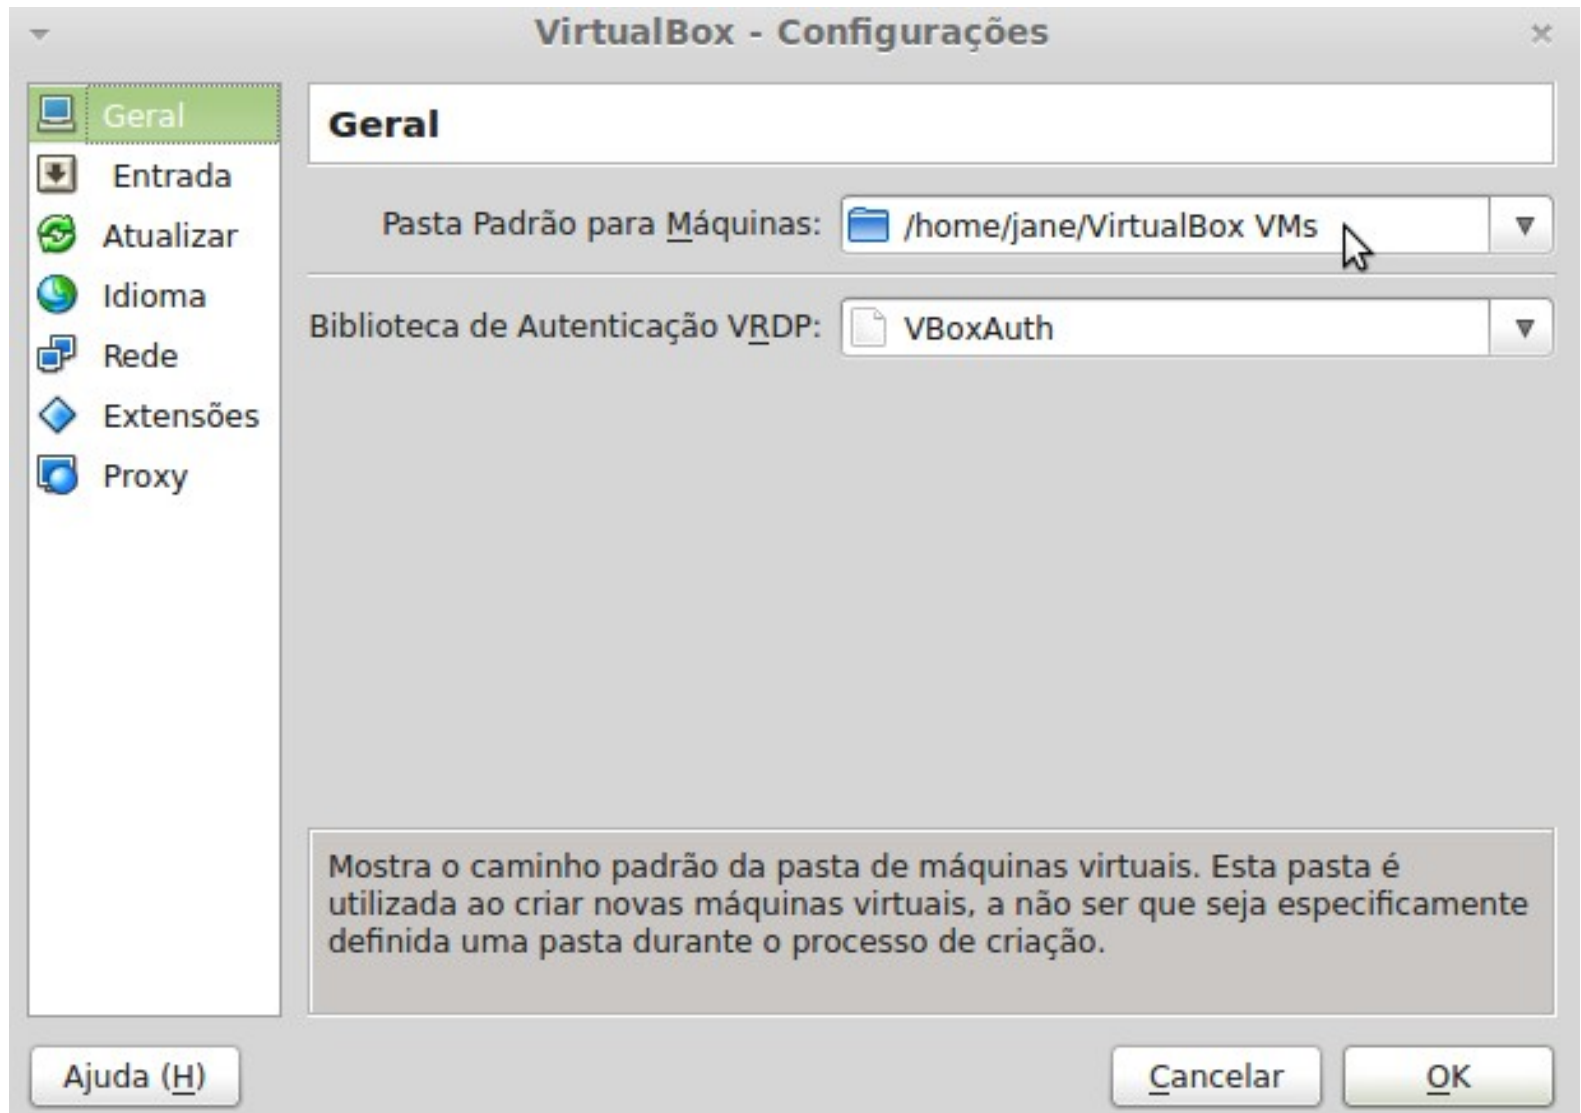 VirtualBox - Configurações
Geral
Entrada
Atualizar
Idioma
Rede
Extensões
Proxy
Geral
Pasta Padrão para Máquinas: /home/jane/VirtualBox VMs
Biblioteca de Autenticação VRDP: VBoxAuth
Mostra o caminho padrão da pasta de máquinas virtuais. Esta pasta é
utilizada ao criar novas máquinas virtuais, a não ser que seja especificamente
definida uma pasta durante o processo de criação.
Ajuda (H)
Cancelar
OK